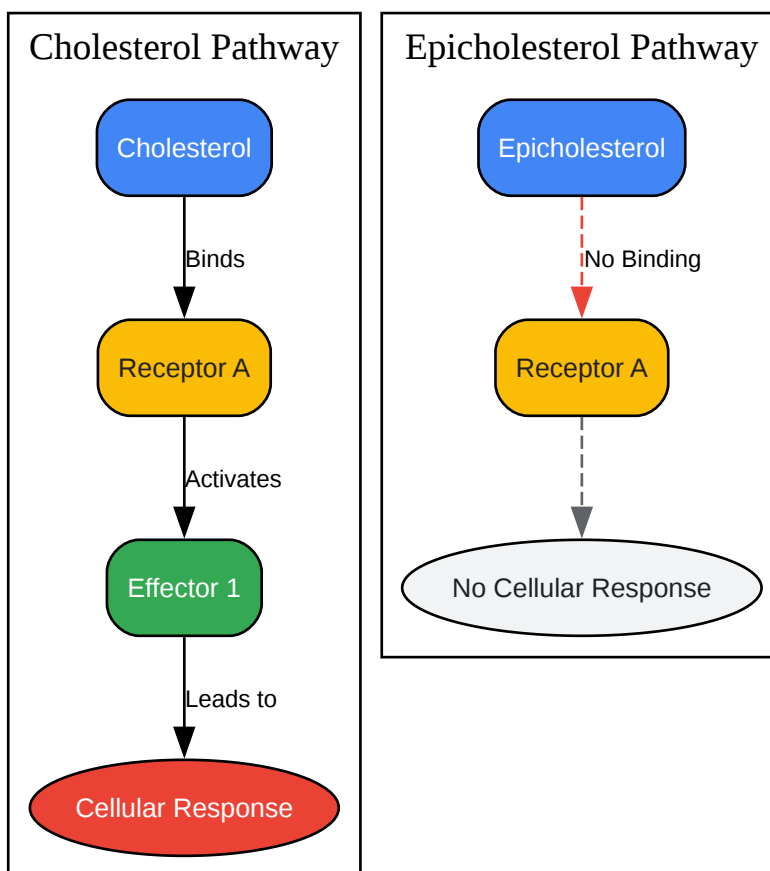 Cholesterol Pathway
Cholesterol
Binds
Receptor A
Activates
Effector 1
Leads to
Cellular Response
Epicholesterol Pathway
Epicholesterol
No Binding
Receptor A
No Cellular Response